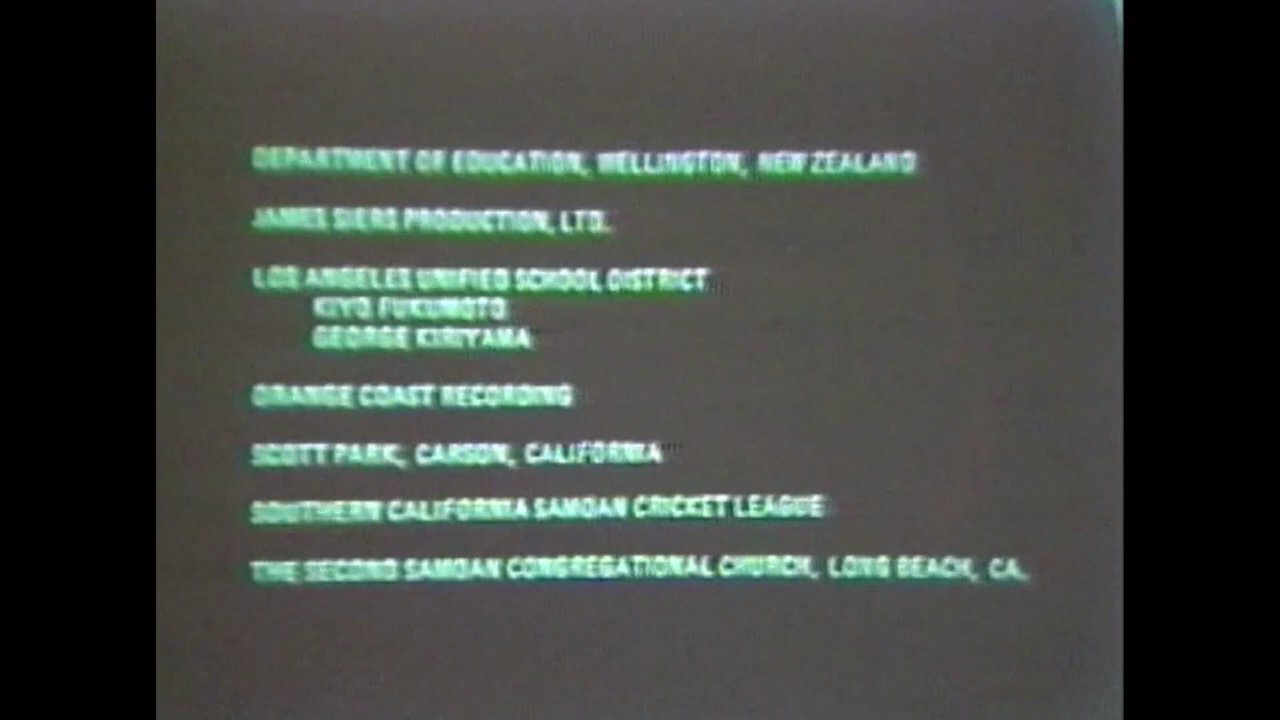 DEPARTMENT OF EDUCATION, WELLINGTON, NEW ZEALAND
JAMES SIERS PRODUCTION, LTD.
LOS ANGELES UNIFIED SCHOOL DISTRICT
KIYO FUKUMOTO
GEORGE KIRIYAMA
ORANGE COAST RECORDING
SCOTT PARK, CARSON, CALIFORNIA
SOUTHERN CALIFORNIA SAMOAN CRICKET LEAGUE
THE SECOND SAMOAN CONGREGATIONAL CHURCH, LONG BEACH, CA.